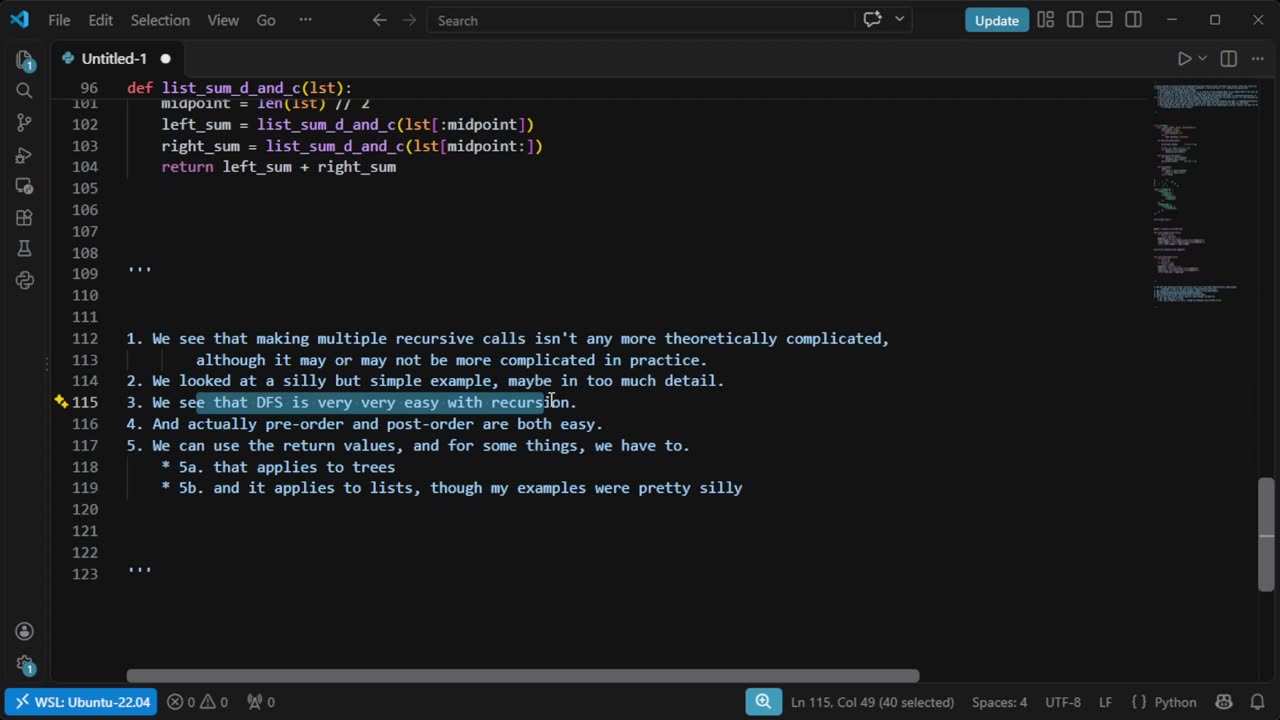 File Edit Selection View Go ··· Search Update
1 Untitled-1
96 def list_sum_d_and_c(lst):
101 midpoint = len(lst) // 2
102 left_sum = list_sum_d_and_c(lst[:midpoint])
103 right_sum = list_sum_d_and_c(lst[midpoint:])
104 return left_sum + right_sum
105
106
107
108
109 '''
110
111
112 1. We see that making multiple recursive calls isn't any more theoretically complicated,
113 although it may or may not be more complicated in practice.
114 2. We looked at a silly but simple example, maybe in too much detail.
115 3. We see that DFS is very very easy with recursion.
116 4. And actually pre-order and post-order are both easy.
117 5. We can use the return values, and for some things, we have to.
118 * 5a. that applies to trees
119 * 5b. and it applies to lists, though my examples were pretty silly
120
121
122
123 '''
1
WSL: Ubuntu-22.04 0 0 0 Ln 115, Col 49 (40 selected) Spaces: 4 UTF-8 LF { } Python